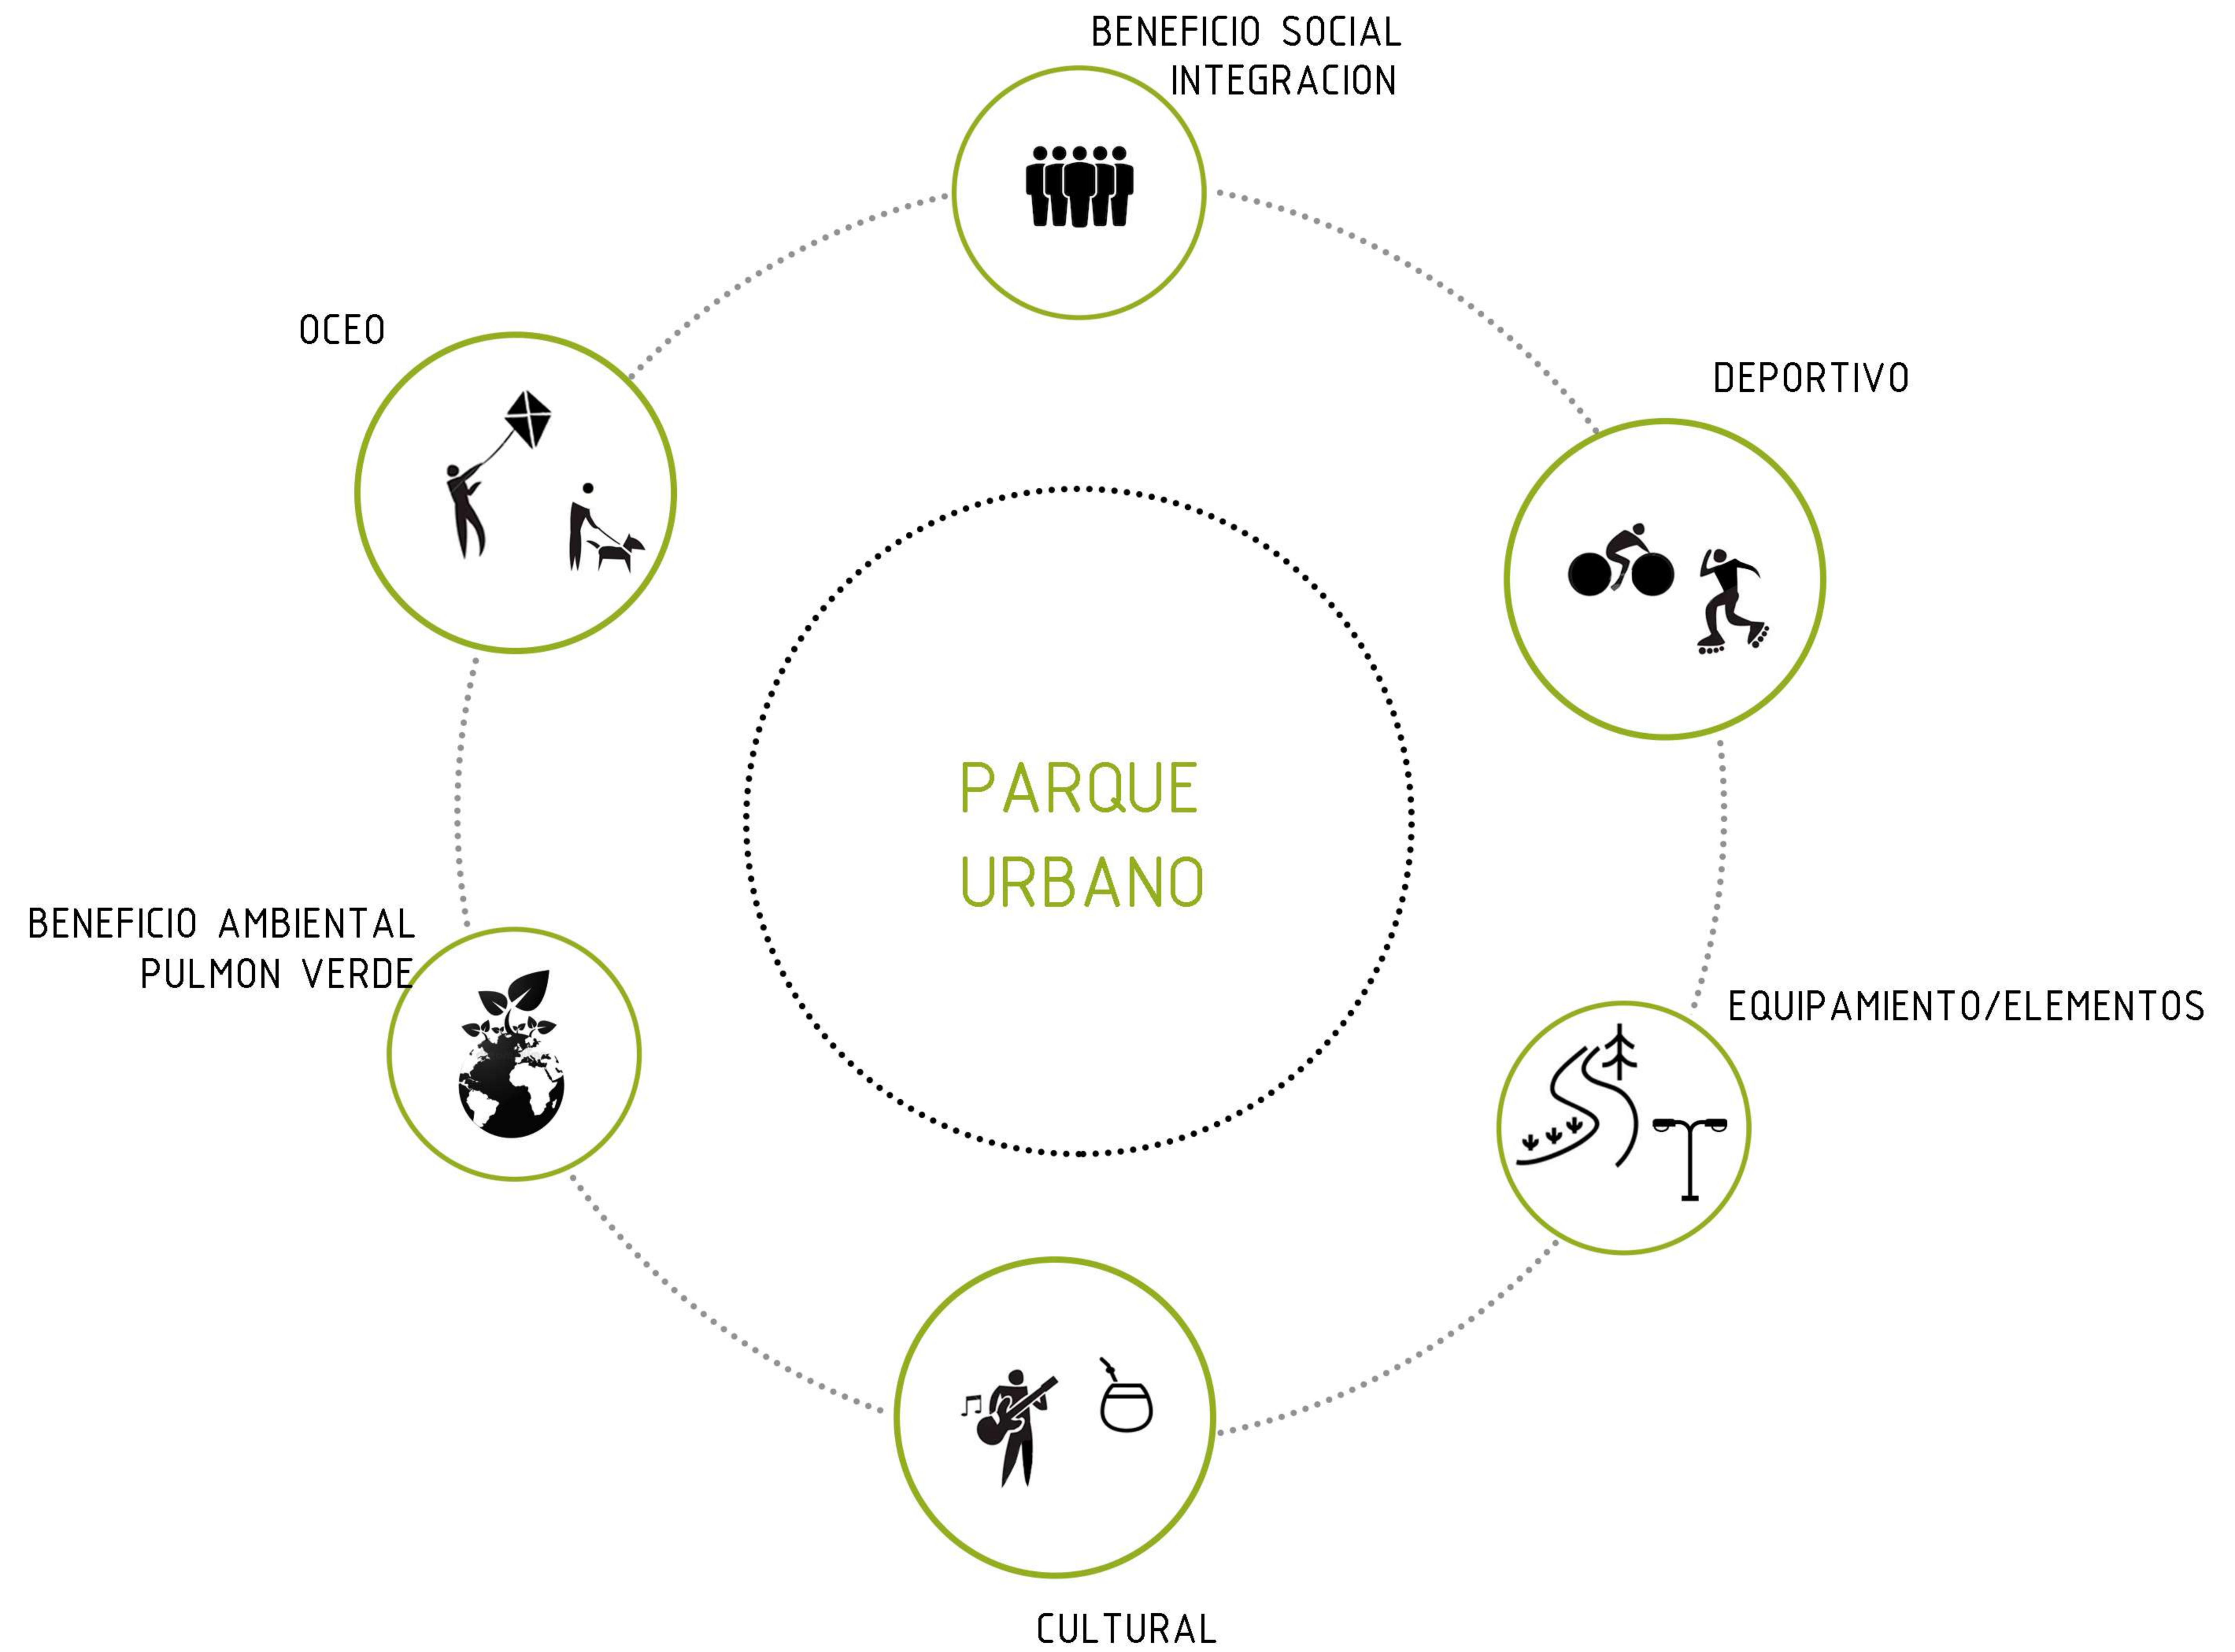 BENEFICIO SOCIAL
INTEGRACION
OCEO
DEPORTIVO
PARQUE
URBANO
BENEFICIO AMBIENTAL
PULMON VERDE
EQUIPAMIENTO/ELEMENTOS
CULTURAL